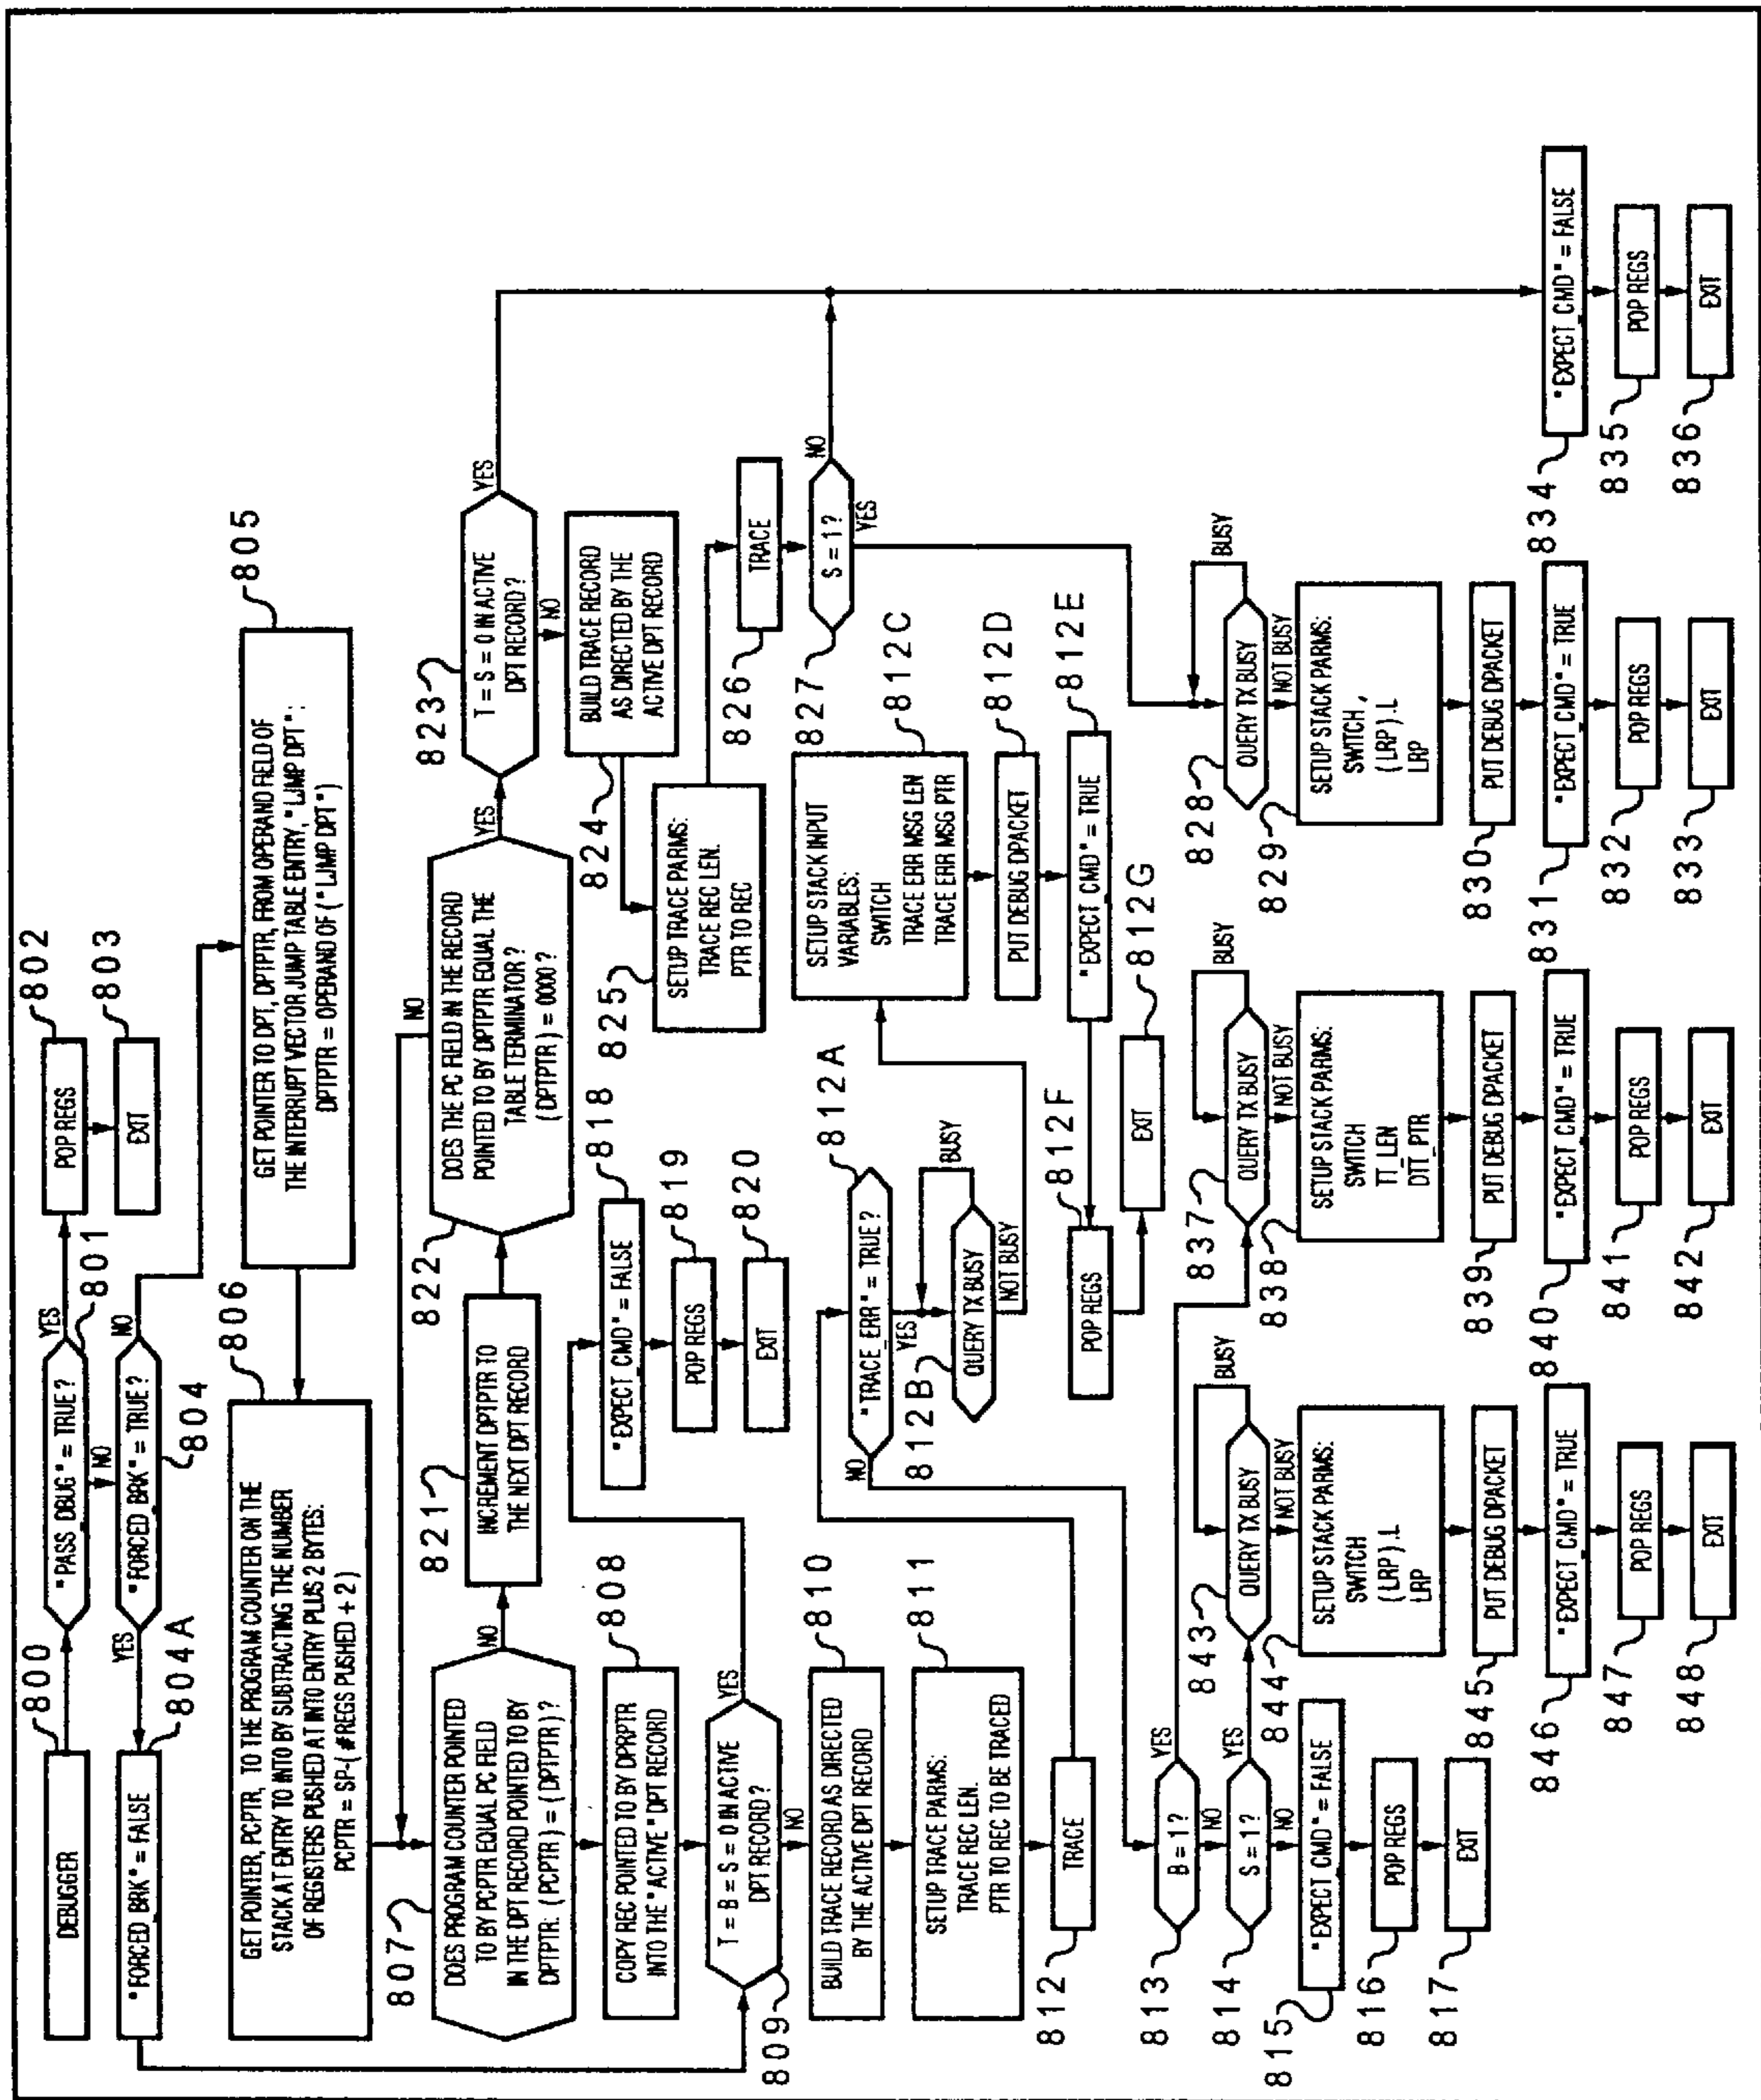 800
DEBUGGER
"PASS DBUG" = TRUE ?
801
YES
NO
POP REGS
802
EXIT
803
"FORCED BRK" = TRUE ?
804
YES
NO
"FORCED BRK" = FALSE
804A
GET POINTER TO DPT, DPTPTR, FROM OPERAND FIELD OF
THE INTERRUPT VECTOR JUMP TABLE ENTRY, "LJMP DPT" :
DPTPTR = OPERAND OF ("LJMP DPT")
805
806
GET POINTER, PCPTR, TO THE PROGRAM COUNTER ON THE
STACK AT ENTRY TO INTO BY SUBTRACTING THE NUMBER
OF REGISTERS PUSHED AT INTO ENTRY PLUS 2 BYTES:
PCPTR = SP-(#REGS PUSHED + 2)
807
DOES PROGRAM COUNTER POINTED
TO BY PCPTR EQUAL PC FIELD
IN THE DPT RECORD POINTED TO BY
DPTPTR: (PCPTR) = (DPTPTR) ?
NO
821
INCREMENT DPTPTR TO
THE NEXT DPT RECORD
822
DOES THE PC FIELD IN THE RECORD
POINTED TO BY DPTPTR EQUAL THE
TABLE TERMINATOR ?
(DPTPTR) = 0000 ?
NO
YES
823
T = S = 0 IN ACTIVE
DPT RECORD ?
YES
NO
824
BUILD TRACE RECORD
AS DIRECTED BY THE
ACTIVE DPT RECORD
825
SETUP TRACE PARMS:
TRACE REC LEN.
PTR TO REC
826
TRACE
827
S = 1 ?
NO
YES
COPY REC POINTED TO BY DPRPTR
INTO THE "ACTIVE" DPT RECORD
808
809
T = B = S = 0 IN ACTIVE
DPT RECORD ?
YES
NO
"EXPECT CMD" = FALSE
818
POP REGS
819
EXIT
820
BUILD TRACE RECORD AS DIRECTED
BY THE ACTIVE DPT RECORD
810
SETUP TRACE PARMS:
TRACE REC LEN.
PTR TO REC TO BE TRACED
811
812
TRACE
"TRACE_ERR" = TRUE ?
812A
NO
YES
812B
QUERY TX BUSY
BUSY
NOT BUSY
SETUP STACK INPUT
VARIABLES:
SWITCH
TRACE ERR MSG LEN
TRACE ERR MSG PTR
812C
PUT DEBUG DPACKET
812D
"EXPECT CMD" = TRUE
812E
POP REGS
812F
EXIT
812G
813
B = 1 ?
YES
NO
814
S = 1 ?
YES
NO
815
"EXPECT CMD" = FALSE
816
POP REGS
817
EXIT
843
QUERY TX BUSY
BUSY
NOT BUSY
844
SETUP STACK PARMS:
SWITCH
(LRP).L
LRP
845
PUT DEBUG DPACKET
846
"EXPECT CMD" = TRUE
847
POP REGS
848
EXIT
837
QUERY TX BUSY
BUSY
NOT BUSY
838
SETUP STACK PARMS:
SWITCH
TT_LEN
DTT_PTR
839
PUT DEBUG DPACKET
840
"EXPECT CMD" = TRUE
841
POP REGS
842
EXIT
828
QUERY TX BUSY
BUSY
NOT BUSY
829
SETUP STACK PARMS:
SWITCH ,
(LRP).L
LRP
830
PUT DEBUG DPACKET
831
"EXPECT CMD" = TRUE
832
POP REGS
833
EXIT
834
"EXPECT CMD" = FALSE
835
POP REGS
836
EXIT